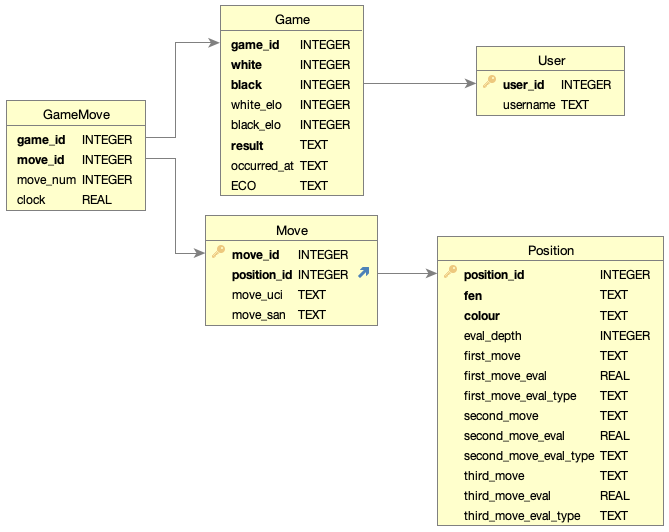 Game
game_id INTEGER
white INTEGER
black INTEGER
white_elo INTEGER
black_elo INTEGER
result TEXT
occurred_at TEXT
ECO TEXT
User
user_id INTEGER
username TEXT
GameMove
game_id INTEGER
move_id INTEGER
move_num INTEGER
clock REAL
Move
move_id INTEGER
position_id INTEGER
move_uci TEXT
move_san TEXT
Position
position_id INTEGER
fen TEXT
colour TEXT
eval_depth INTEGER
first_move TEXT
first_move_eval REAL
first_move_eval_type TEXT
second_move TEXT
second_move_eval REAL
second_move_eval_type TEXT
third_move TEXT
third_move_eval REAL
third_move_eval_type TEXT